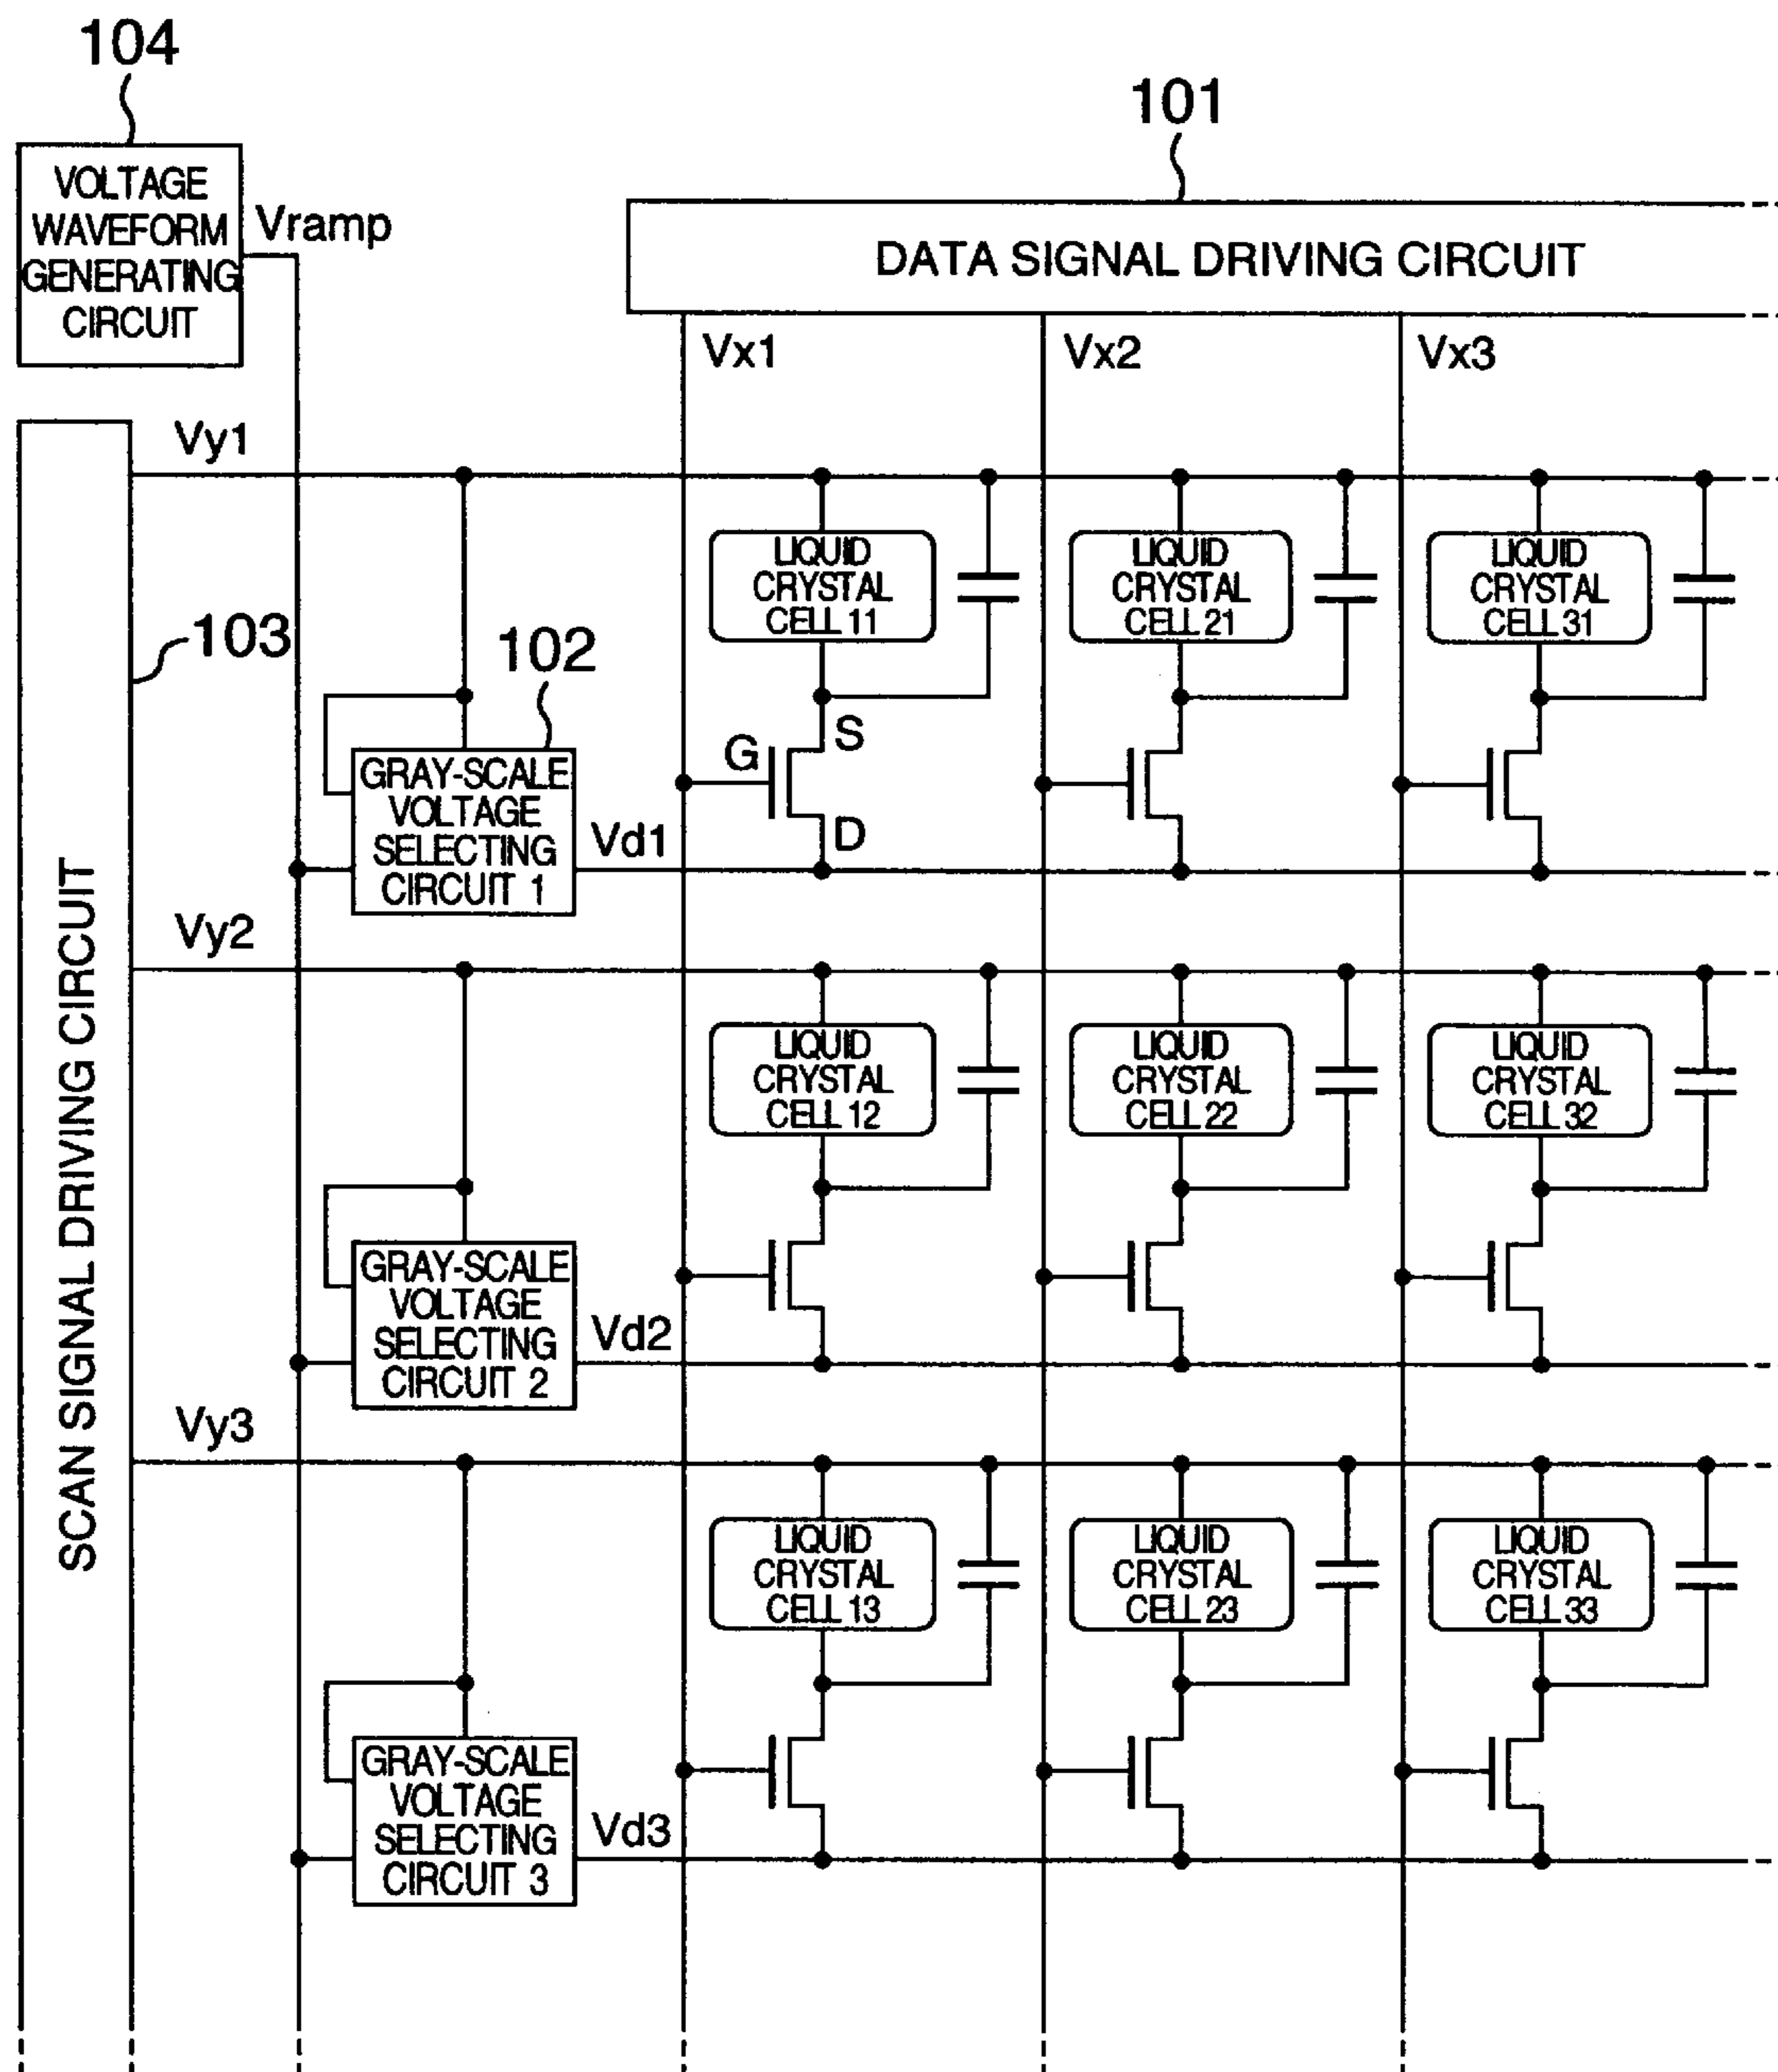 104
VOLTAGE
WAVEFORM
GENERATING
CIRCUIT
Vramp
101
DATA SIGNAL DRIVING CIRCUIT
Vx1
Vx2
Vx3
103
SCAN SIGNAL DRIVING CIRCUIT
Vy1
LIQUID
CRYSTAL
CELL 11
LIQUID
CRYSTAL
CELL 21
LIQUID
CRYSTAL
CELL 31
102
GRAY-SCALE
VOLTAGE
SELECTING
CIRCUIT 1
Vd1
G
S
D
Vy2
LIQUID
CRYSTAL
CELL 12
LIQUID
CRYSTAL
CELL 22
LIQUID
CRYSTAL
CELL 32
GRAY-SCALE
VOLTAGE
SELECTING
CIRCUIT 2
Vd2
Vy3
LIQUID
CRYSTAL
CELL 13
LIQUID
CRYSTAL
CELL 23
LIQUID
CRYSTAL
CELL 33
GRAY-SCALE
VOLTAGE
SELECTING
CIRCUIT 3
Vd3